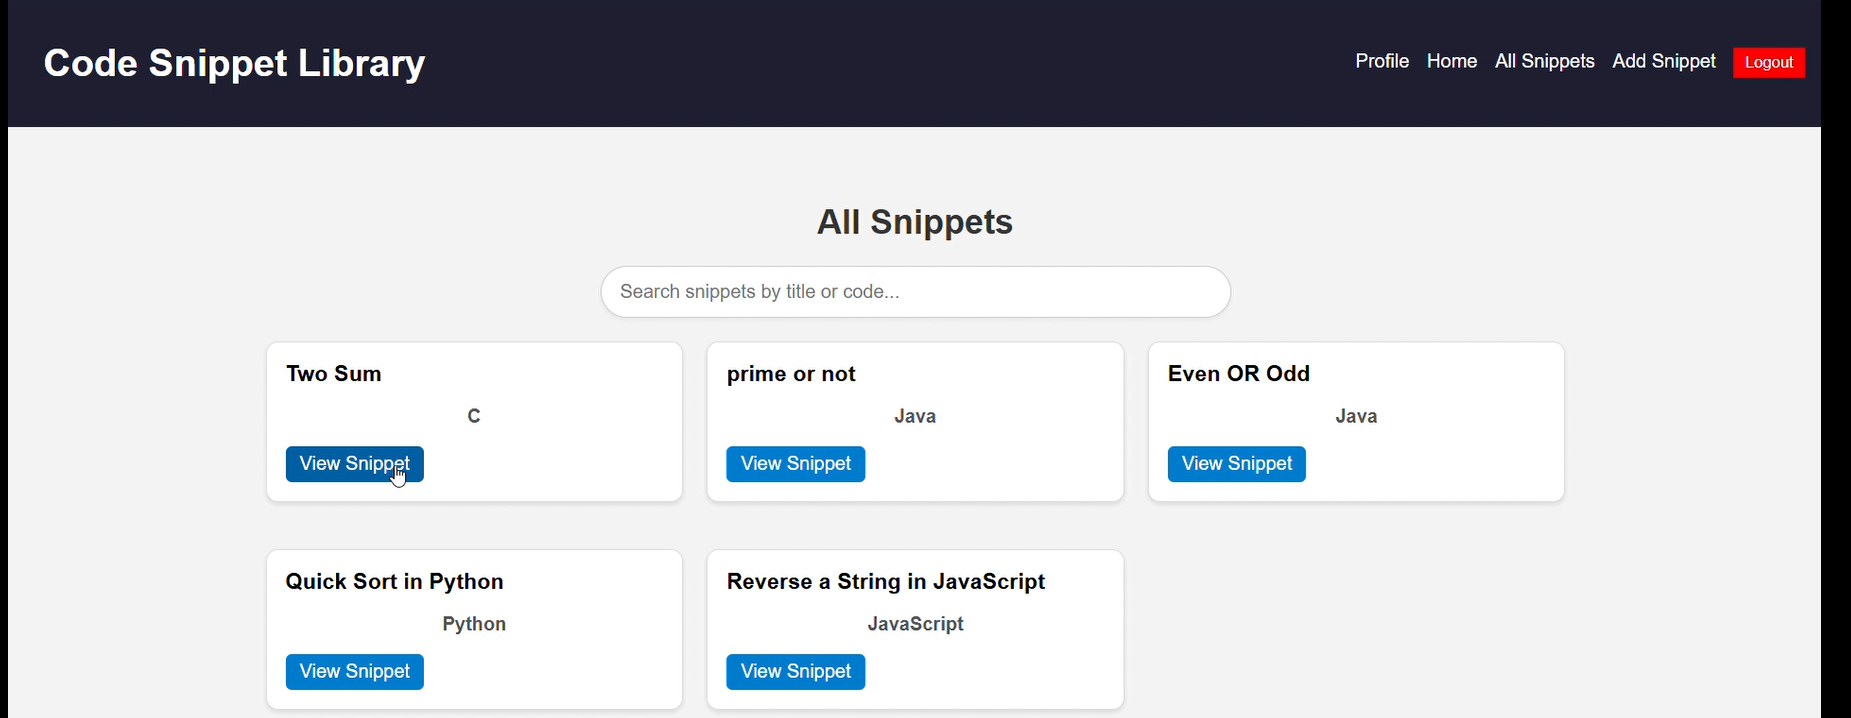 Code Snippet Library
Profile Home All Snippets Add Snippet Logout
All Snippets
Search snippets by title or code...
Two Sum
C
View Snippet
prime or not
Java
View Snippet
Even OR Odd
Java
View Snippet
Quick Sort in Python
Python
View Snippet
Reverse a String in JavaScript
JavaScript
View Snippet